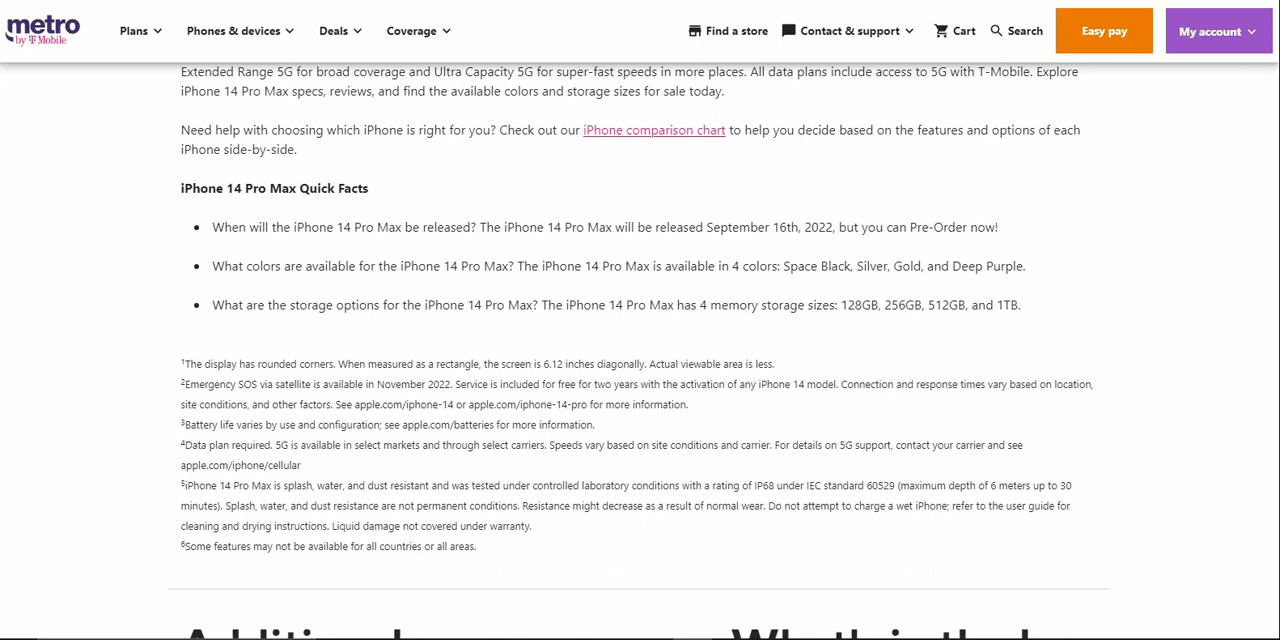 metro
by T Mobile
Plans
Phones & devices
Deals
Coverage
Find a store
Contact & support
Cart
Search
Easy pay
My account
Extended Range 5G for broad coverage and Ultra Capacity 5G for super-fast speeds in more places. All data plans include access to 5G with T-Mobile. Explore
iPhone 14 Pro Max specs, reviews, and find the available colors and storage sizes for sale today.
Need help with choosing which iPhone is right for you? Check out our iPhone comparison chart to help you decide based on the features and options of each
iPhone side-by-side.
iPhone 14 Pro Max Quick Facts
• When will the iPhone 14 Pro Max be released? The iPhone 14 Pro Max will be released September 16th, 2022, but you can Pre-Order now!
• What colors are available for the iPhone 14 Pro Max? The iPhone 14 Pro Max is available in 4 colors: Space Black, Silver, Gold, and Deep Purple.
• What are the storage options for the iPhone 14 Pro Max? The iPhone 14 Pro Max has 4 memory storage sizes: 128GB, 256GB, 512GB, and 1TB.
¹The display has rounded corners. When measured as a rectangle, the screen is 6.12 inches diagonally. Actual viewable area is less.
²Emergency SOS via satellite is available in November 2022. Service is included for free for two years with the activation of any iPhone 14 model. Connection and response times vary based on location,
site conditions, and other factors. See apple.com/iphone-14 or apple.com/iphone-14-pro for more information.
³Battery life varies by use and configuration; see apple.com/batteries for more information.
⁴Data plan required. 5G is available in select markets and through select carriers. Speeds vary based on site conditions and carrier. For details on 5G support, contact your carrier and see
apple.com/iphone/cellular
⁵iPhone 14 Pro Max is splash, water, and dust resistant and was tested under controlled laboratory conditions with a rating of IP68 under IEC standard 60529 (maximum depth of 6 meters up to 30
minutes). Splash, water, and dust resistance are not permanent conditions. Resistance might decrease as a result of normal wear. Do not attempt to charge a wet iPhone; refer to the user guide for
cleaning and drying instructions. Liquid damage not covered under warranty.
⁶Some features may not be available for all countries or all areas.